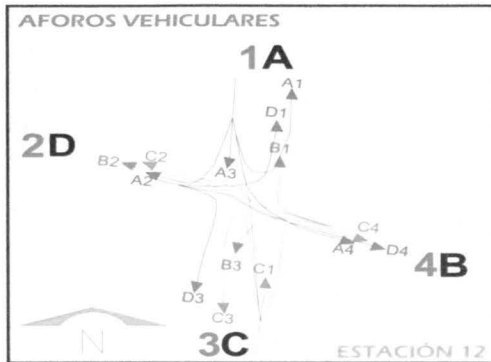 AFOROS VEHICULARES
1A
A1
D1
2D
B2 C2
B1
A2
A3
C4
A4 D4
4B
B3
C1
D3
C3
N
3C
ESTACIÓN 12